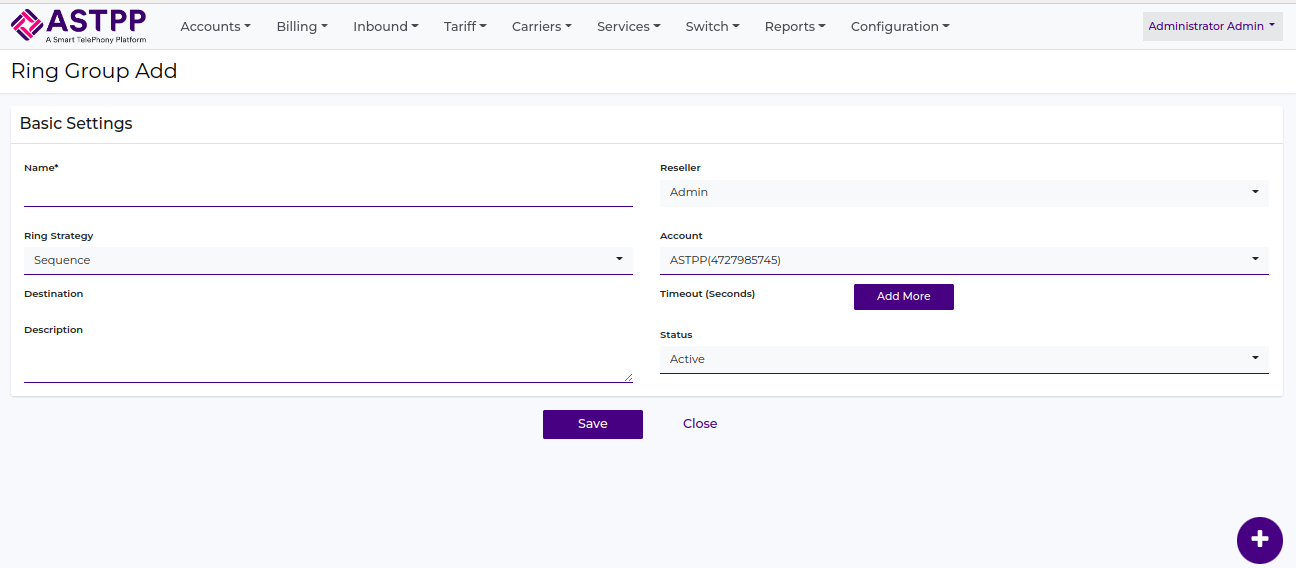 ASTPP
A Smart TelePhony Platform
Accounts Billing Inbound Tariff Carriers Services Switch Reports Configuration
Administrator Admin
Ring Group Add
Basic Settings
Name*
Reseller
Admin
Ring Strategy
Sequence
Account
ASTPP(4727985745)
Destination
Timeout (Seconds)
Add More
Description
Status
Active
Save
Close